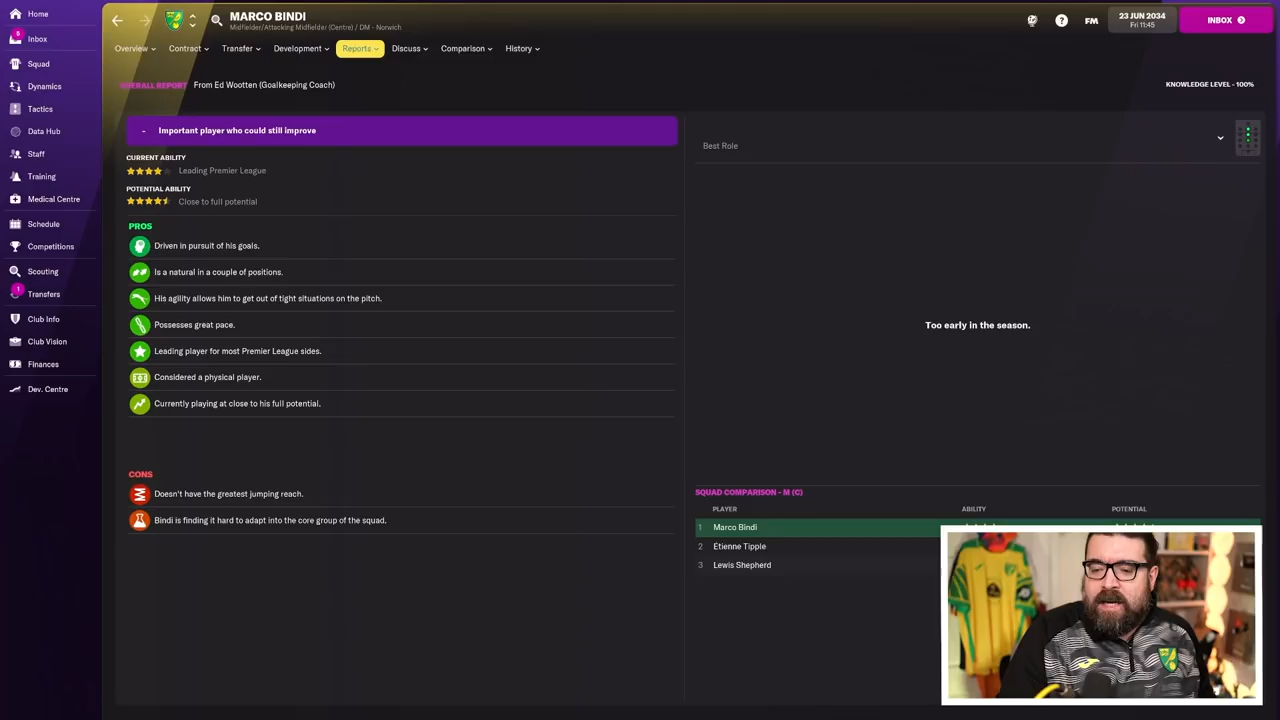 Home
Inbox
5
Squad
Dynamics
Tactics
Data Hub
Staff
Training
Medical Centre
Schedule
Competitions
Scouting
Transfers
1
Club Info
Club Vision
Finances
Dev. Centre
MARCO BINDI
Midfielder/Attacking Midfielder (Centre) / DM - Norwich
FM
23 JUN 2034
Fri 11:45
INBOX
Overview
Contract
Transfer
Development
Reports
Discuss
Comparison
History
OVERALL REPORT From Ed Wootten (Goalkeeping Coach)
KNOWLEDGE LEVEL - 100%
- Important player who could still improve
CURRENT ABILITY
Leading Premier League
POTENTIAL ABILITY
Close to full potential
PROS
Driven in pursuit of his goals.
Is a natural in a couple of positions.
His agility allows him to get out of tight situations on the pitch.
Possesses great pace.
Leading player for most Premier League sides.
Considered a physical player.
Currently playing at close to his full potential.
CONS
Doesn't have the greatest jumping reach.
Bindi is finding it hard to adapt into the core group of the squad.
Best Role
Too early in the season.
SQUAD COMPARISON - M (C)
PLAYER ABILITY POTENTIAL
1 Marco Bindi
2 Étienne Tipple
3 Lewis Shepherd